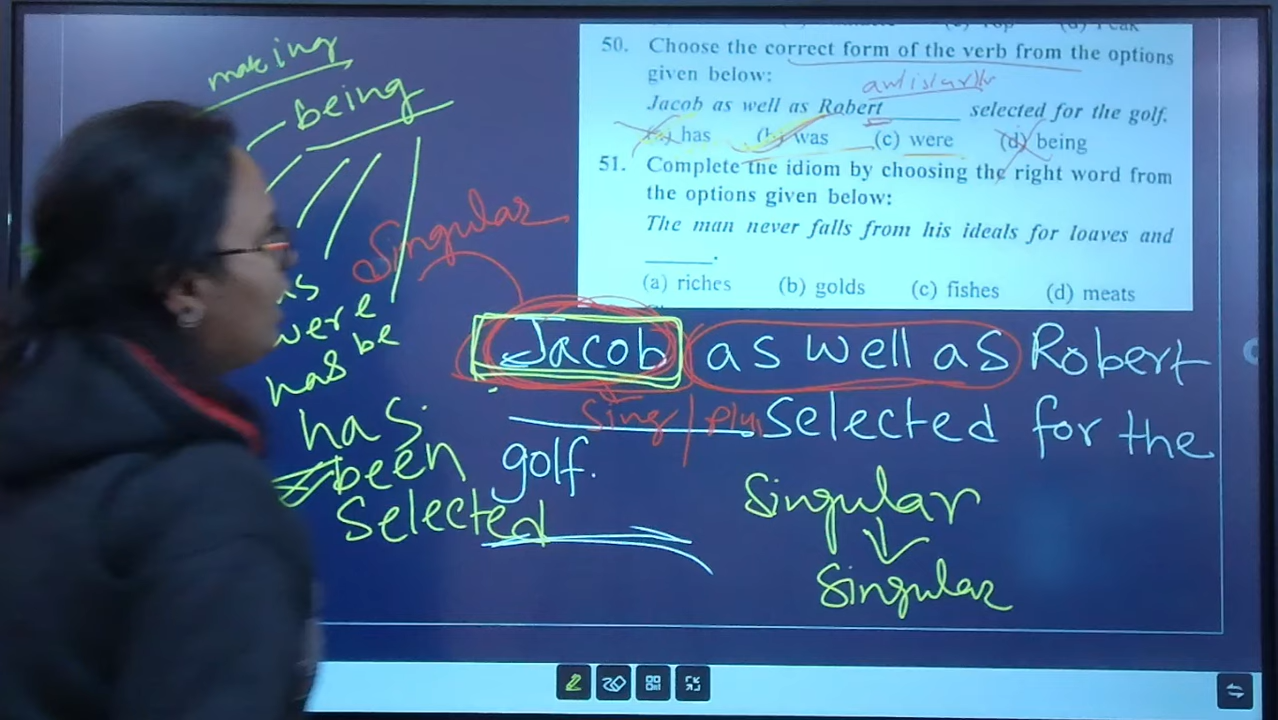 50. Choose the correct form of the verb from the options
given below:
Jacob as well as Robert ______ selected for the golf.
(a) has (b) was (c) were (d) being
51. Complete the idiom by choosing the right word from
the options given below:
The man never falls from his ideals for loaves and
______.
(a) riches (b) golds (c) fishes (d) meats
making
being
Singular
were
has be
has
been
Selected
Jacob as well as Robert
Sing/plu selected for the
golf.
Singular
Singular